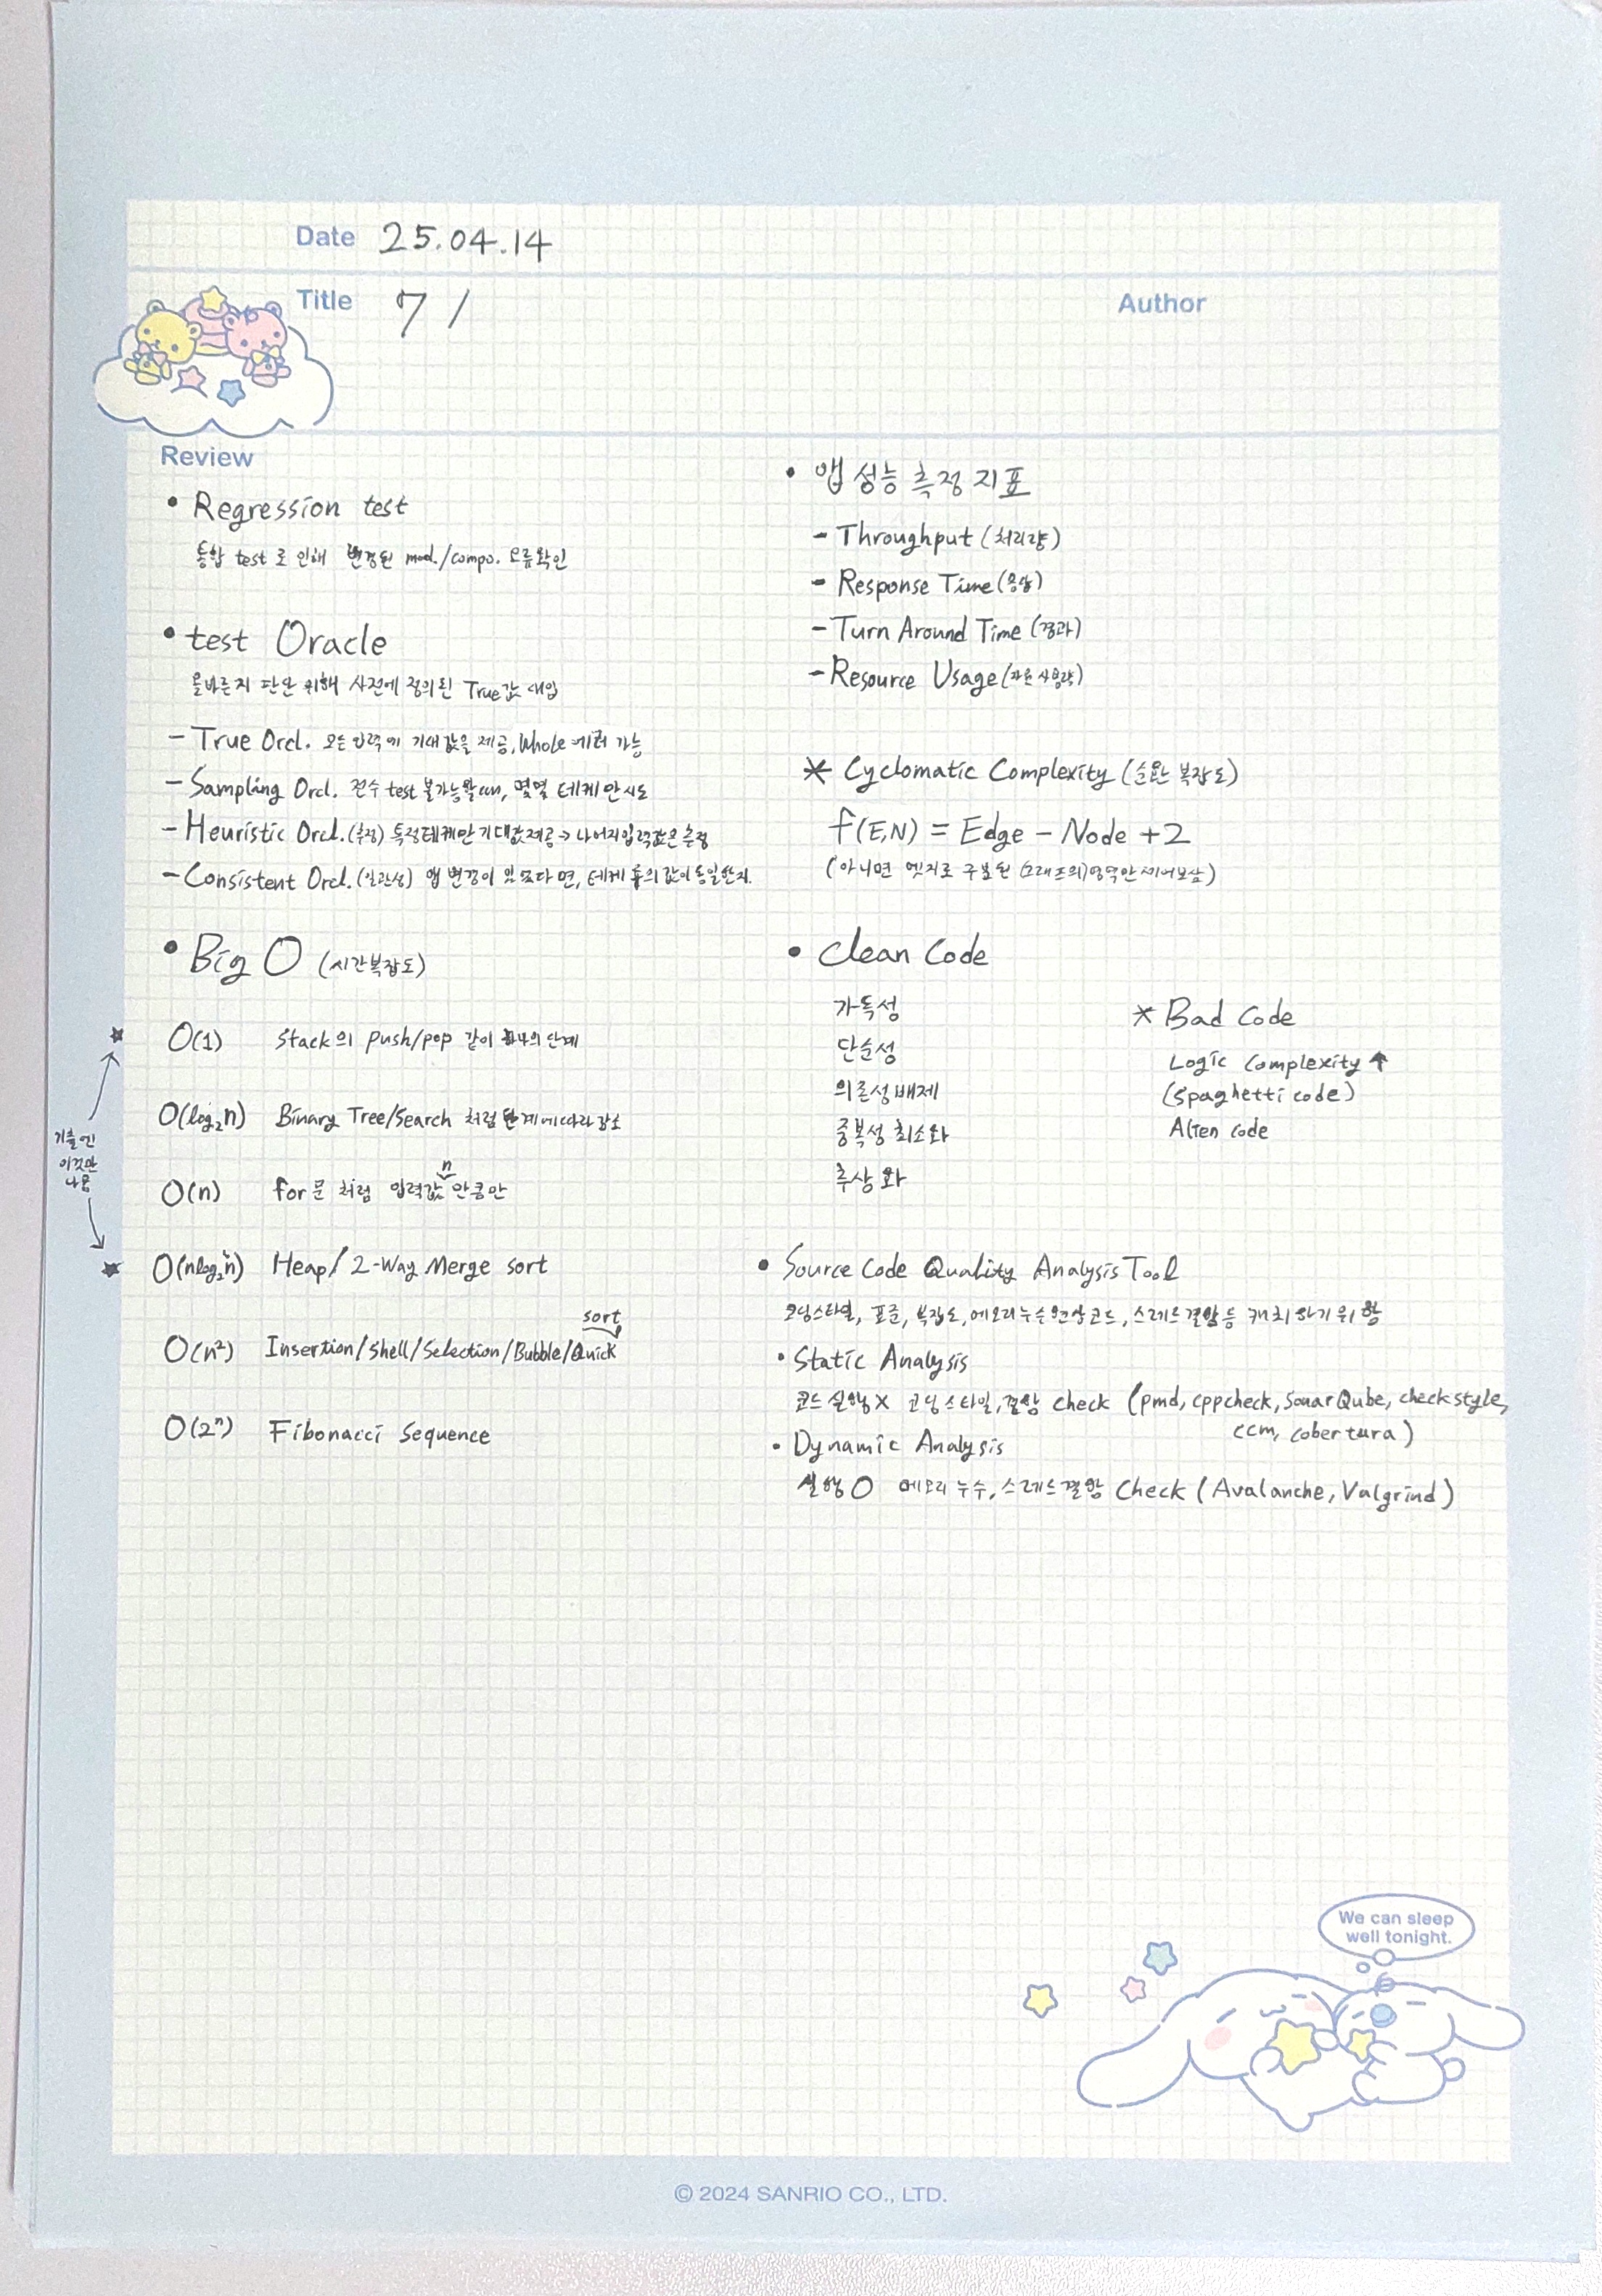 Date 25.04.14
Title 7 /
Author
Review
• Regression test
통합 test로 인해 변경된 mod./compo. 오류확인
• test Oracle
올바른지 판단 위해 사전에 정의된 True값 대입
- True Orcl. 모든 입력에 기대값을 제공, Whole 에러 가능
- Sampling Orcl. 전수 test 불가능할 때, 몇몇 테케만 시도
- Heuristic Orcl. (추정) 특정테케만 기대값제공 → 나머지입력값은 추정
- Consistent Orcl. (일관성) 앱 변경이 있었다면, 테케 들의 값이 동일한지.
• Big O (시간복잡도)
★ O(1) Stack의 push/pop 같이 하나의 단계
O(log₂n) Binary Tree/Search 처럼 단계에따라 감소
기출엔
이것만
나옴
n
O(n) for문 처럼 입력값 만큼만
★ O(nlog₂n) Heap/2-Way Merge sort
sort
O(n²) Insertion/Shell/Selection/Bubble/Quick
O(2ⁿ) Fibonacci Sequence
• 앱 성능 측정 지표
- Throughput (처리량)
- Response Time (응답)
- Turn Around Time (경과)
- Resource Usage (자원 사용량)
* Cyclomatic Complexity (순환 복잡도)
f(E,N) = Edge - Node + 2
(아니면 엣지로 구분된 (그래프의) 영역만 세어보삼)
• Clean Code
가독성
단순성
의존성 배제
중복성 최소화
추상화
* Bad Code
Logic Complexity ↑
(Spaghetti code)
Alien code
• Source Code Quality Analysis Tool
코딩스타일, 표준, 복잡도, 메모리누수현상코드, 스레드결함등 캐치하기 위함
• Static Analysis
코드 실행 X 코딩스타일, 결함 check (pmd, cppcheck, SonarQube, checkstyle,
ccm, cobertura)
• Dynamic Analysis
실행 O 메모리 누수, 스레드결함 Check (Avalanche, Valgrind)
We can sleep
well tonight.
© 2024 SANRIO CO., LTD.